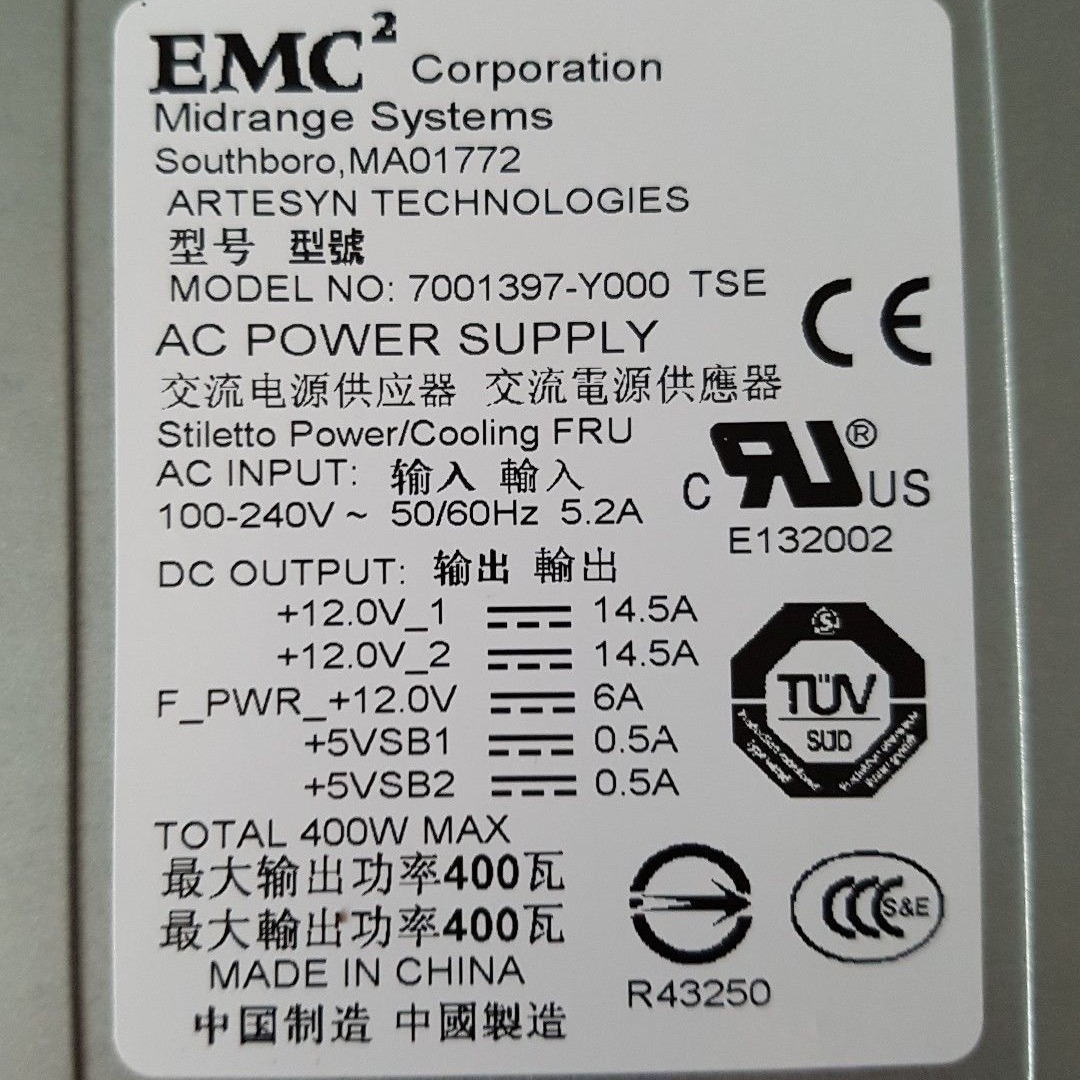 EMC² Corporation
Midrange Systems
Southboro,MA01772
ARTESYN TECHNOLOGIES
型号 型號
MODEL NO: 7001397-Y000 TSE
CE
AC POWER SUPPLY
交流电源供应器 交流電源供應器
Stiletto Power/Cooling FRU
AC INPUT: 输入 輸入
100-240V ~ 50/60Hz 5.2A
C RU ® US
E132002
DC OUTPUT: 输出 輸出
+12.0V_1 14.5A
+12.0V_2 14.5A
F_PWR_+12.0V 6A
+5VSB1 0.5A
+5VSB2 0.5A
S
TÜV
SÜD
TOTAL 400W MAX
最大输出功率400瓦
最大輸出功率400瓦
MADE IN CHINA
中国制造 中國製造
R43250
CCC S&E